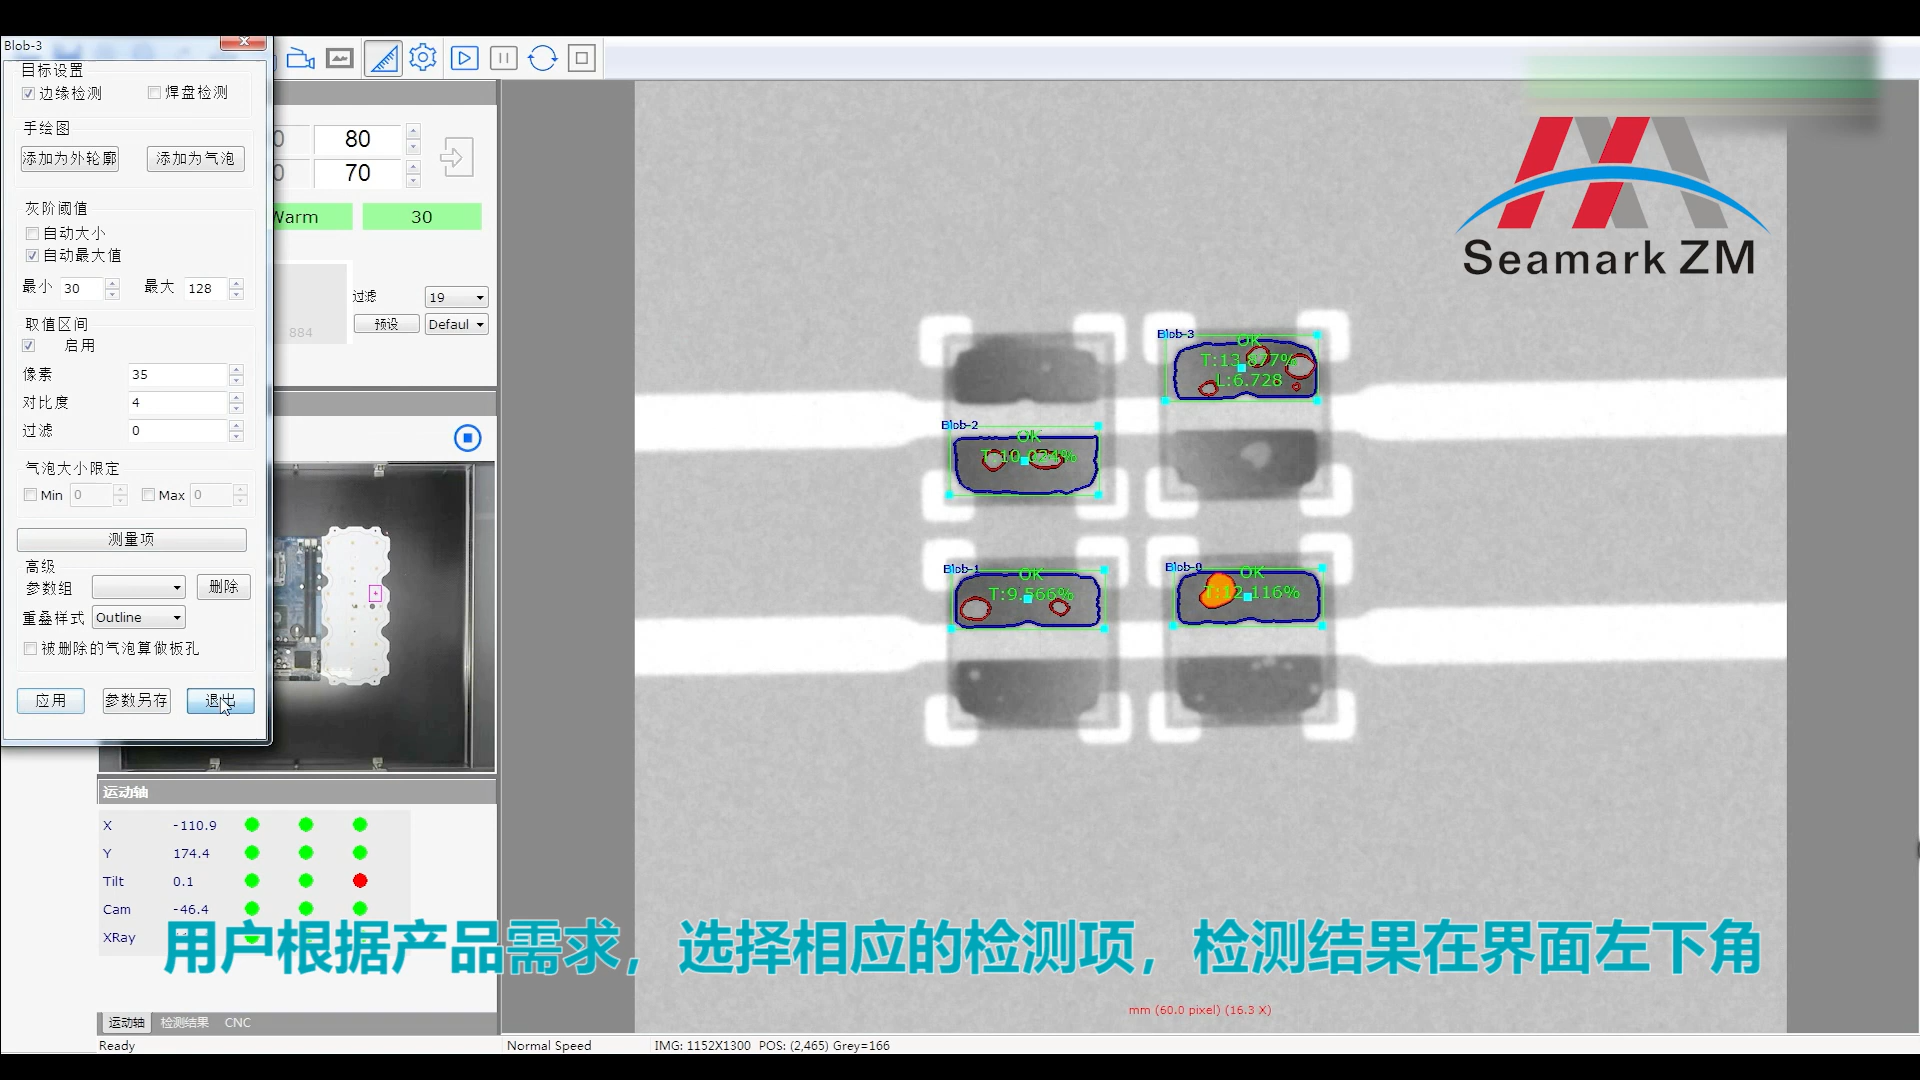 Blob-3
目标设置
边缘检测
焊盘检测
手绘图
添加为外轮廓
添加为气泡
灰阶阈值
自动大小
自动最大值
最小 30
最大 128
取值区间
启用
像素 35
对比度 4
过滤 0
气泡大小限定
Min 0
Max 0
测量项
高级
参数组
删除
重叠样式 Outline
被删除的气泡算做板孔
应用
参数另存
退出
80
70
Warm
30
过滤 19
预设 Defaul
884
运动轴
X -110.9
Y 174.4
Tilt 0.1
Cam -46.4
XRay
运动轴 检测结果 CNC
Ready
Normal Speed
IMG: 1152X1300 POS: (2,465) Grey=166
Seamark ZM
Blob-3
OK
T:13.877%
L:6.728
Blob-2
OK
T:10.024%
Blob-1
OK
T:9.566%
Blob-0
OK
T:12.116%
mm (60.0 pixel) (16.3 X)
用户根据产品需求，选择相应的检测项，检测结果在界面左下角